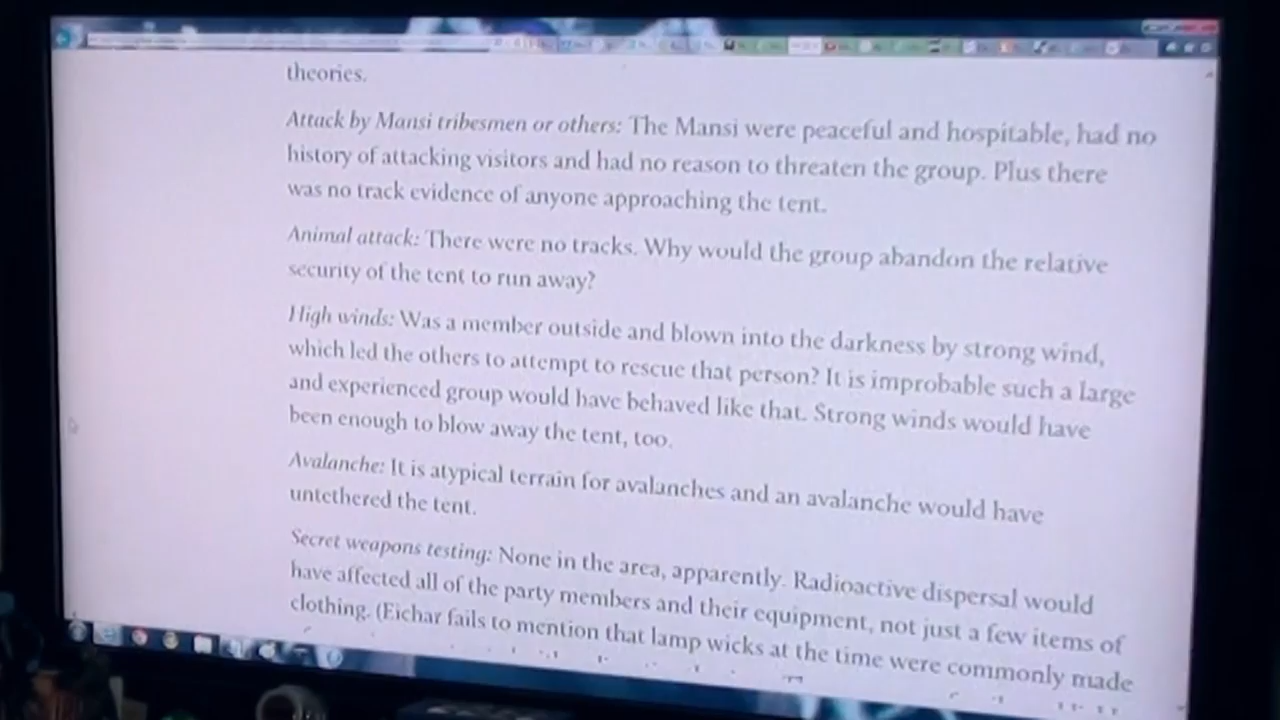 theories.
Attack by Mansi tribesmen or others: The Mansi were peaceful and hospitable, had no
history of attacking visitors and had no reason to threaten the group. Plus there
was no track evidence of anyone approaching the tent.
Animal attack: There were no tracks. Why would the group abandon the relative
security of the tent to run away?
High winds: Was a member outside and blown into the darkness by strong wind,
which led the others to attempt to rescue that person? It is improbable such a large
and experienced group would have behaved like that. Strong winds would have
been enough to blow away the tent, too.
Avalanche: It is atypical terrain for avalanches and an avalanche would have
untethered the tent.
Secret weapons testing: None in the area, apparently. Radioactive dispersal would
have affected all of the party members and their equipment, not just a few items of
clothing. (Eichar fails to mention that lamp wicks at the time were commonly made